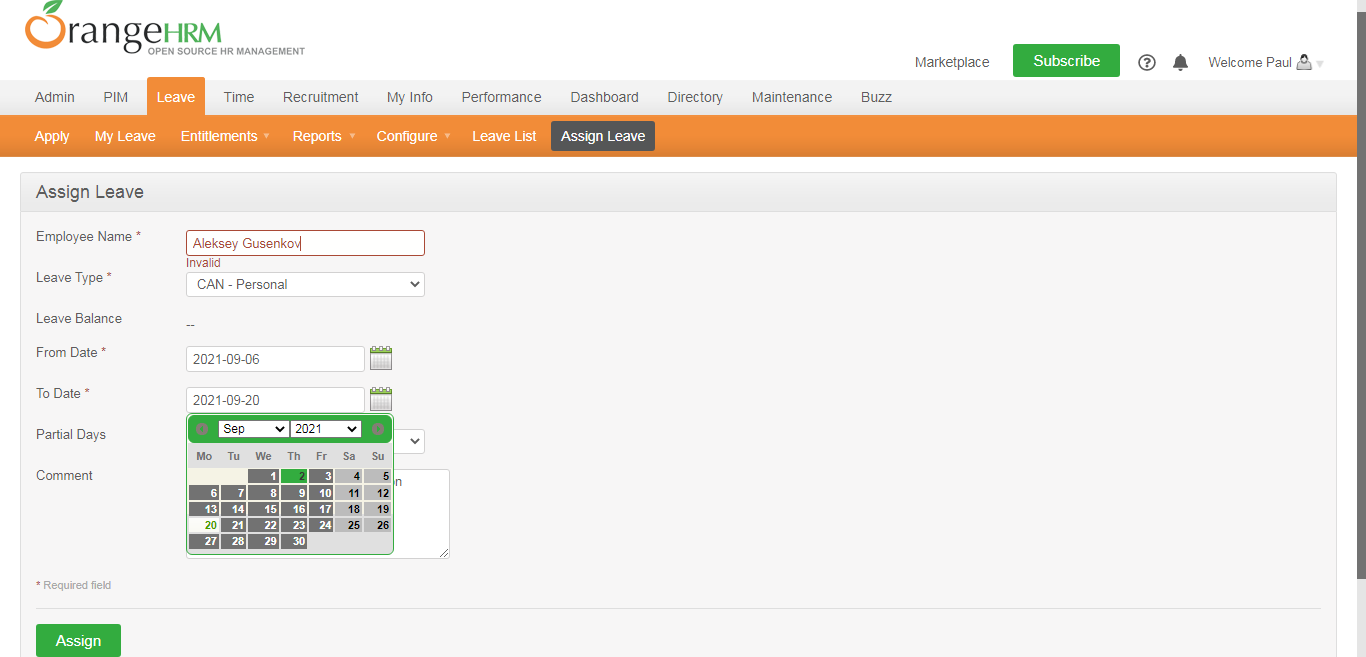 OrangeHRM
OPEN SOURCE HR MANAGEMENT
Marketplace Subscribe Welcome Paul
Admin PIM Leave Time Recruitment My Info Performance Dashboard Directory Maintenance Buzz
Apply My Leave Entitlements Reports Configure Leave List Assign Leave
Assign Leave
Employee Name * Aleksey Gusenkov
Invalid
Leave Type * CAN - Personal
Leave Balance --
From Date * 2021-09-06
To Date * 2021-09-20
Sep 2021
Partial Days
Mo Tu We Th Fr Sa Su
Comment
1 2 3 4 5
6 7 8 9 10 11 12
13 14 15 16 17 18 19
20 21 22 23 24 25 26
27 28 29 30
* Required field
Assign